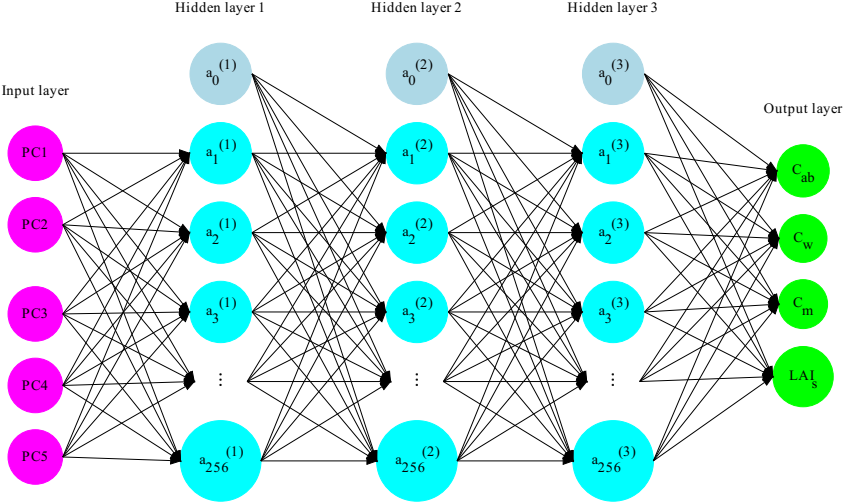 Hidden layer 1
Hidden layer 2
Hidden layer 3
Input layer
Output layer
PC1
PC2
PC3
PC4
PC5
a0(1)
a1(1)
a2(1)
a3(1)
⋮
a256(1)
a0(2)
a1(2)
a2(2)
a3(2)
⋮
a256(2)
a0(3)
a1(3)
a2(3)
a3(3)
⋮
a256(3)
Cab
Cw
Cm
LAIs